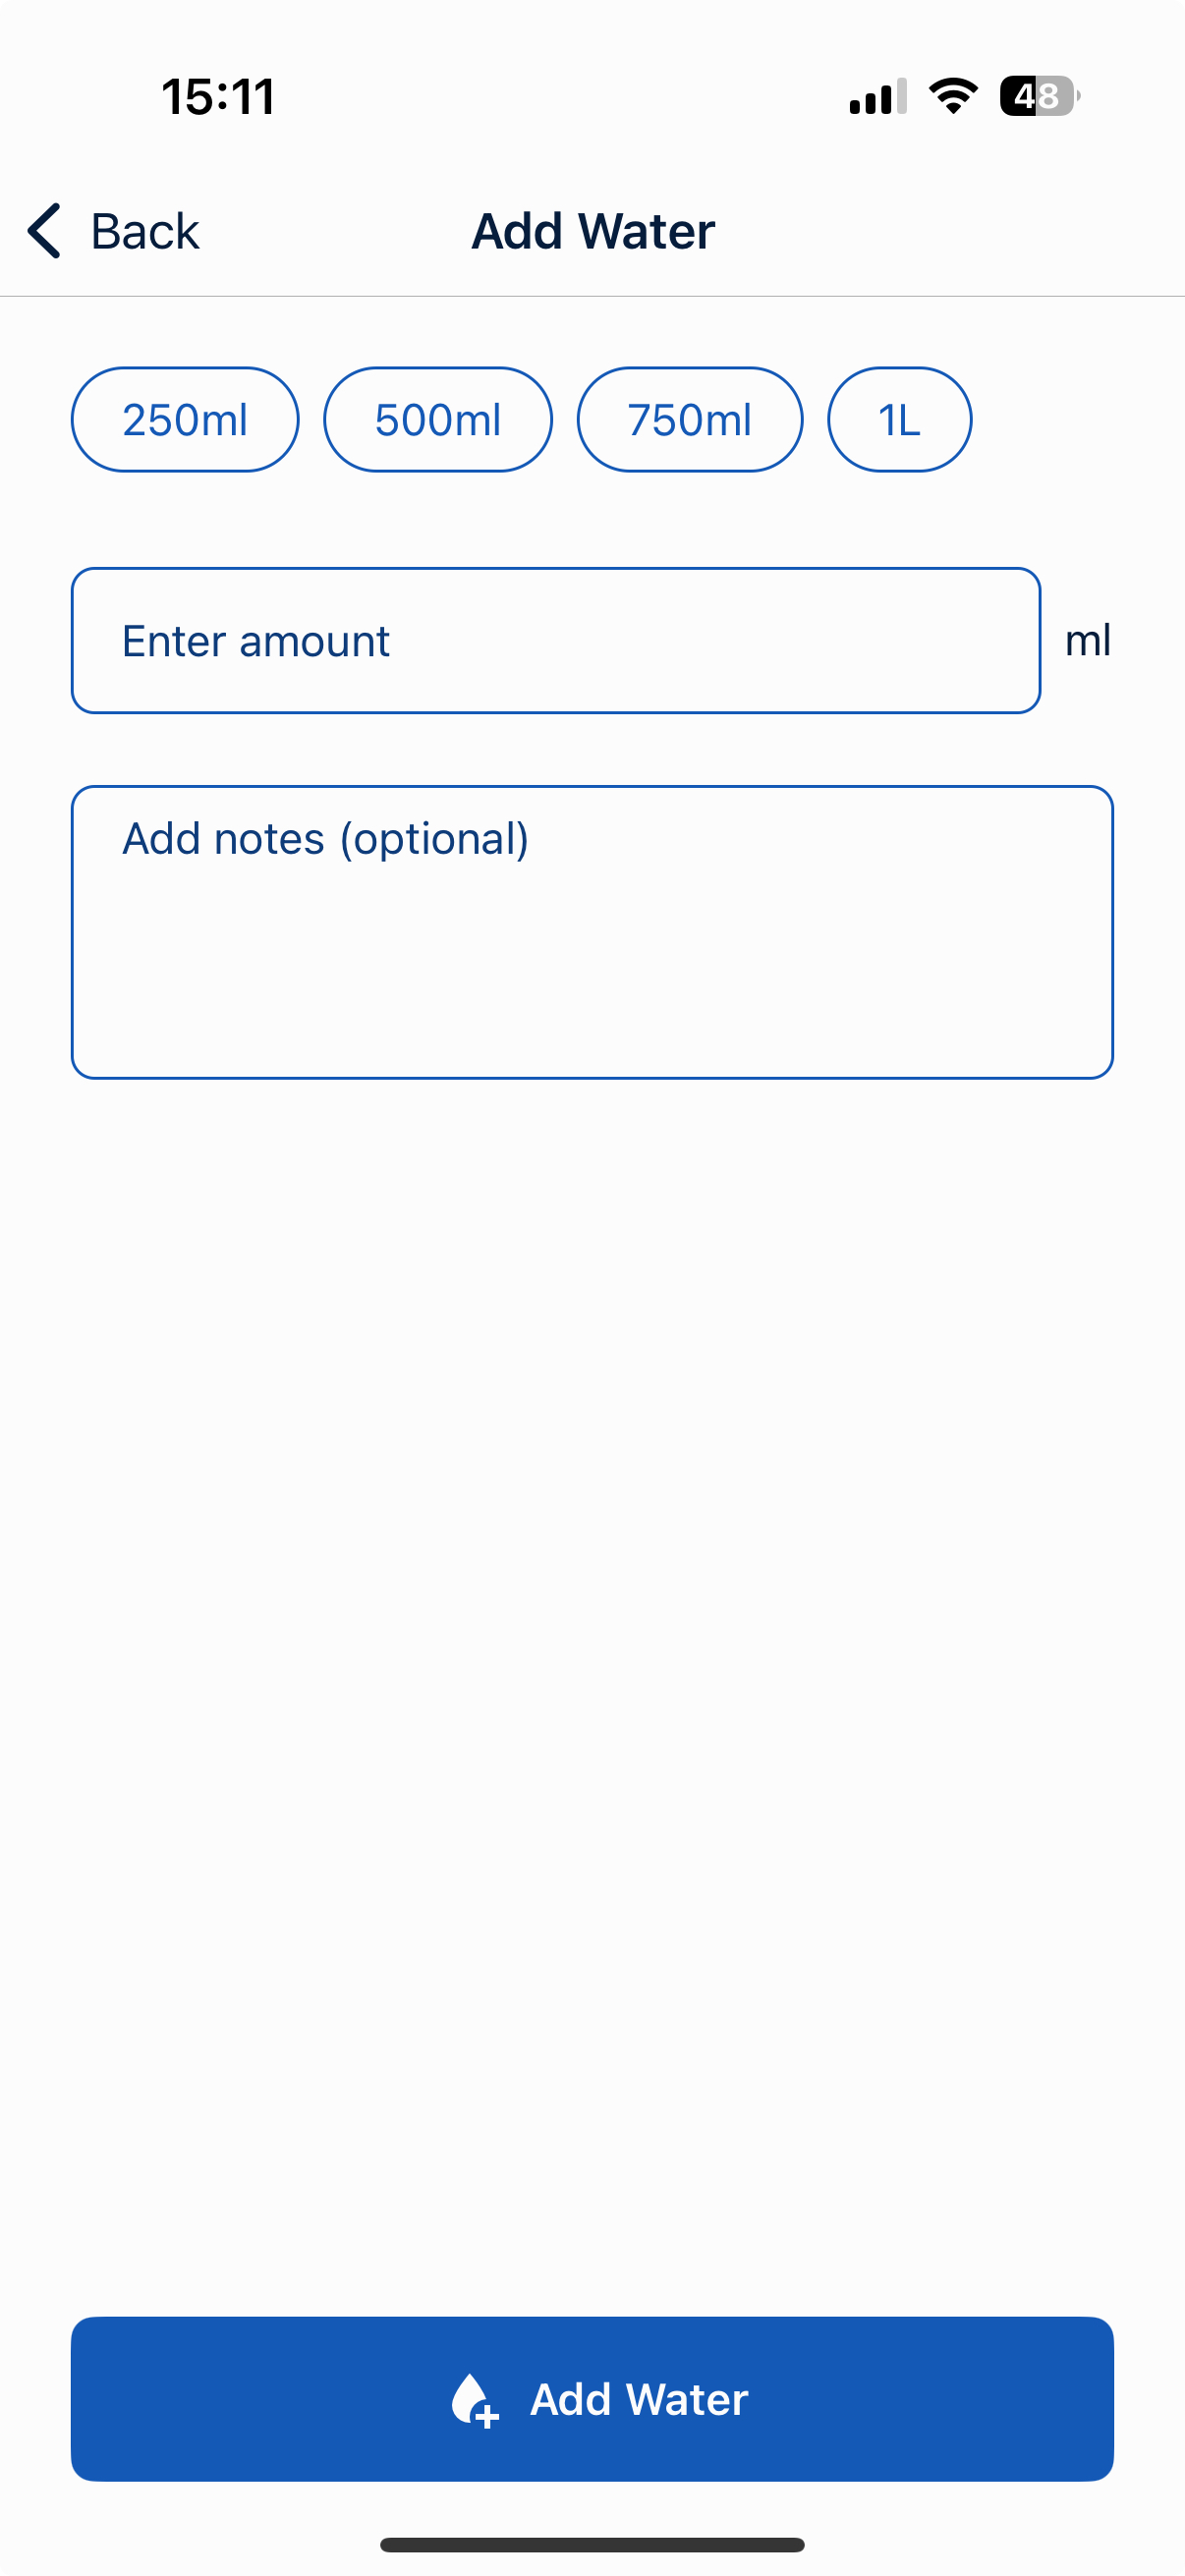 15:11 48
Back Add Water
250ml 500ml 750ml 1L
Enter amount ml
Add notes (optional)
Add Water